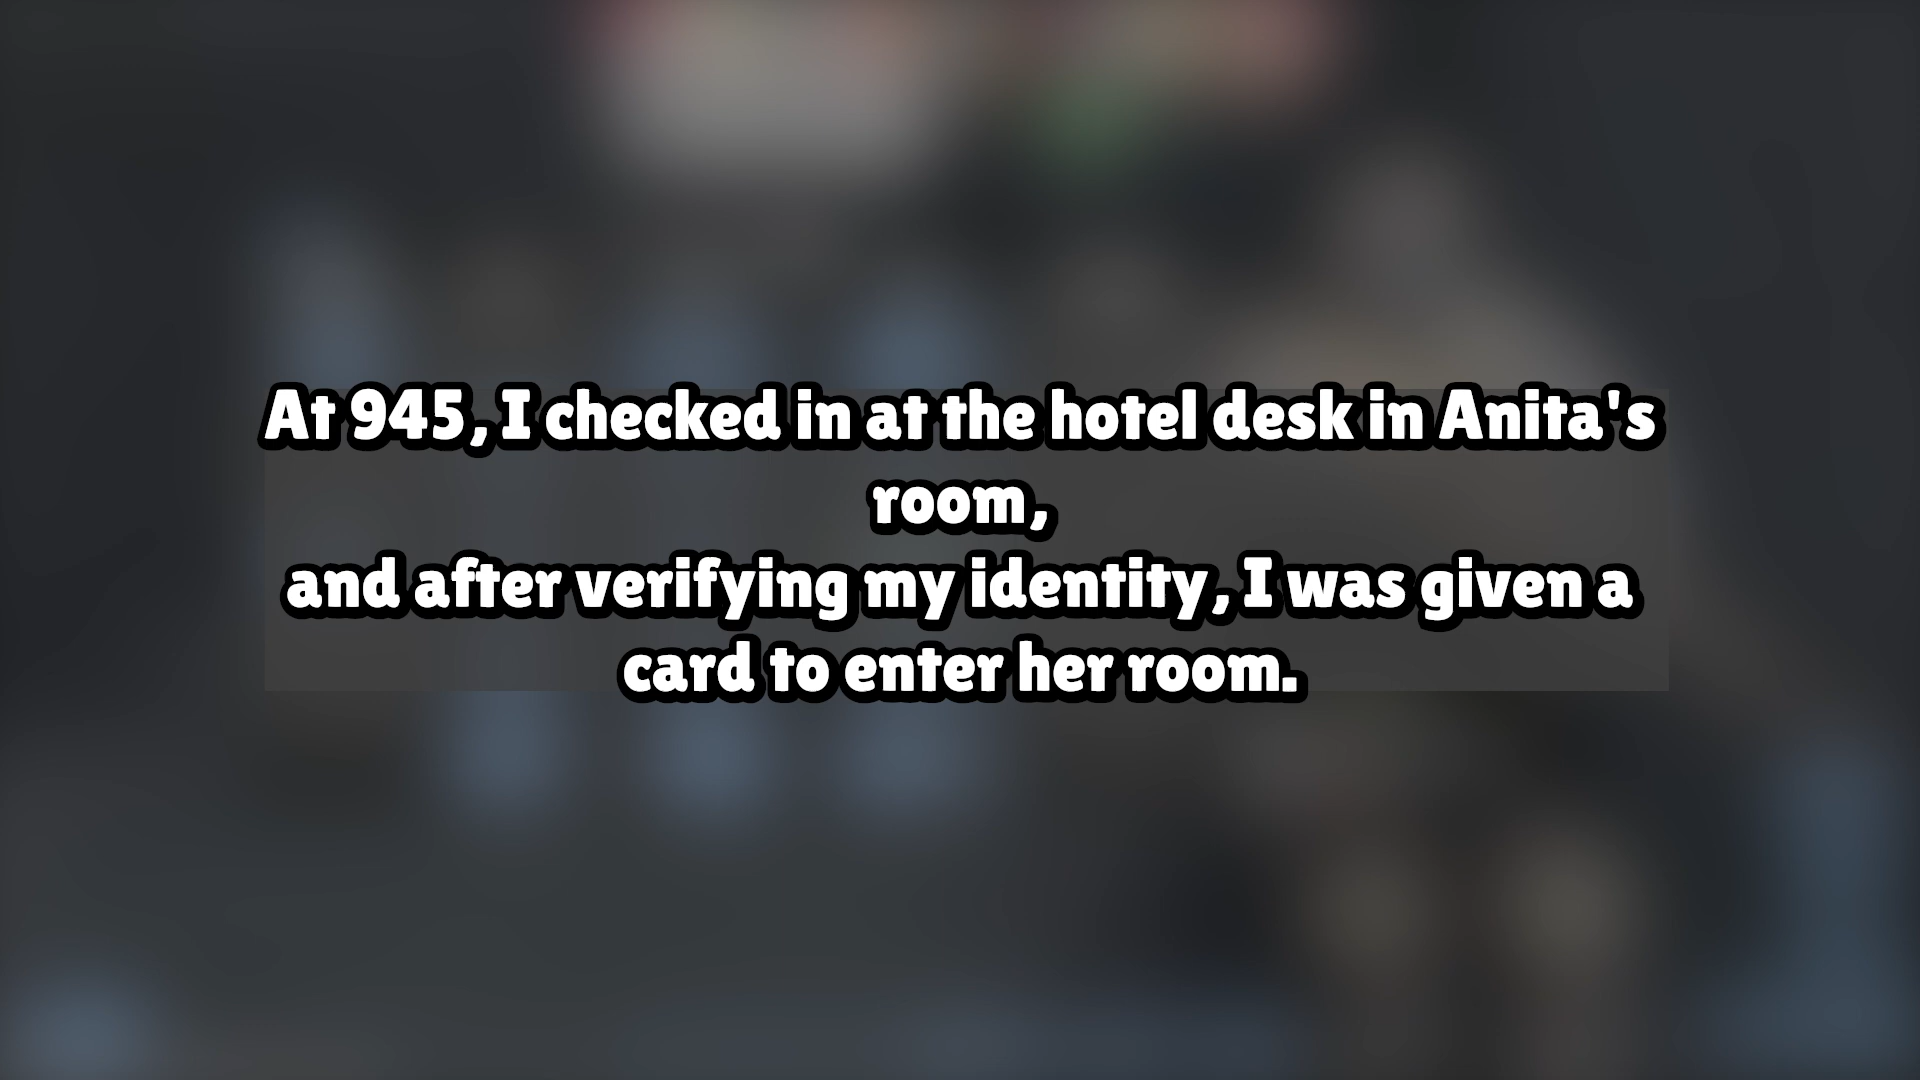 At 945, I checked in at the hotel desk in Anita's
room,
and after verifying my identity, I was given a
card to enter her room.